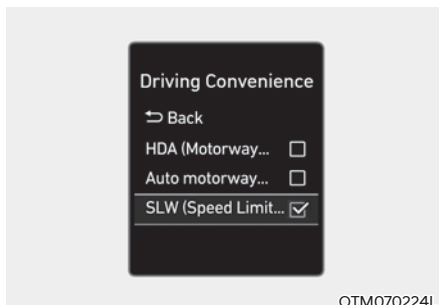 Driving Convenience
Back
HDA (Motorway...
Auto motorway...
SLW (Speed Limit...
OTM070224L